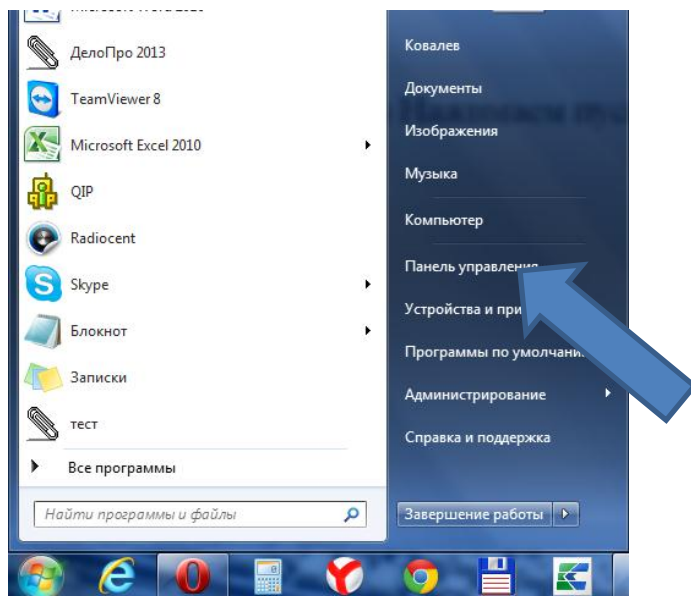 ДелоПро 2013
TeamViewer 8
Microsoft Excel 2010
QIP
Radiocent
Skype
Блокнот
Записки
тест
Все программы
Найти программы и файлы
Ковалев
Документы
Изображения
Музыка
Компьютер
Панель управления
Устройства и при
Программы по умолчани
Администрирование
Справка и поддержка
Завершение работы